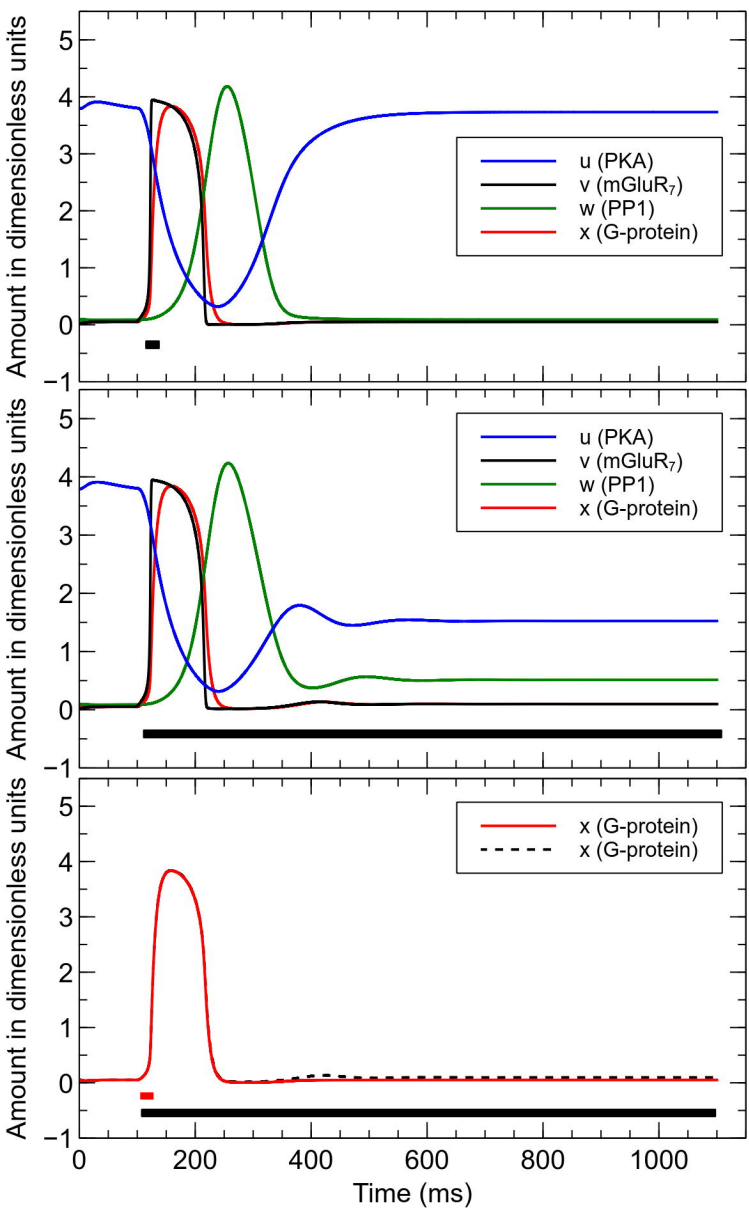 5
4
3
2
1
0
−1
Amount in dimensionless units
u (PKA)
v (mGluR₇)
w (PP1)
x (G-protein)
5
4
3
2
1
0
−1
Amount in dimensionless units
u (PKA)
v (mGluR₇)
w (PP1)
x (G-protein)
5
4
3
2
1
0
−1
Amount in dimensionless units
x (G-protein)
x (G-protein)
0 200 400 600 800 1000
Time (ms)